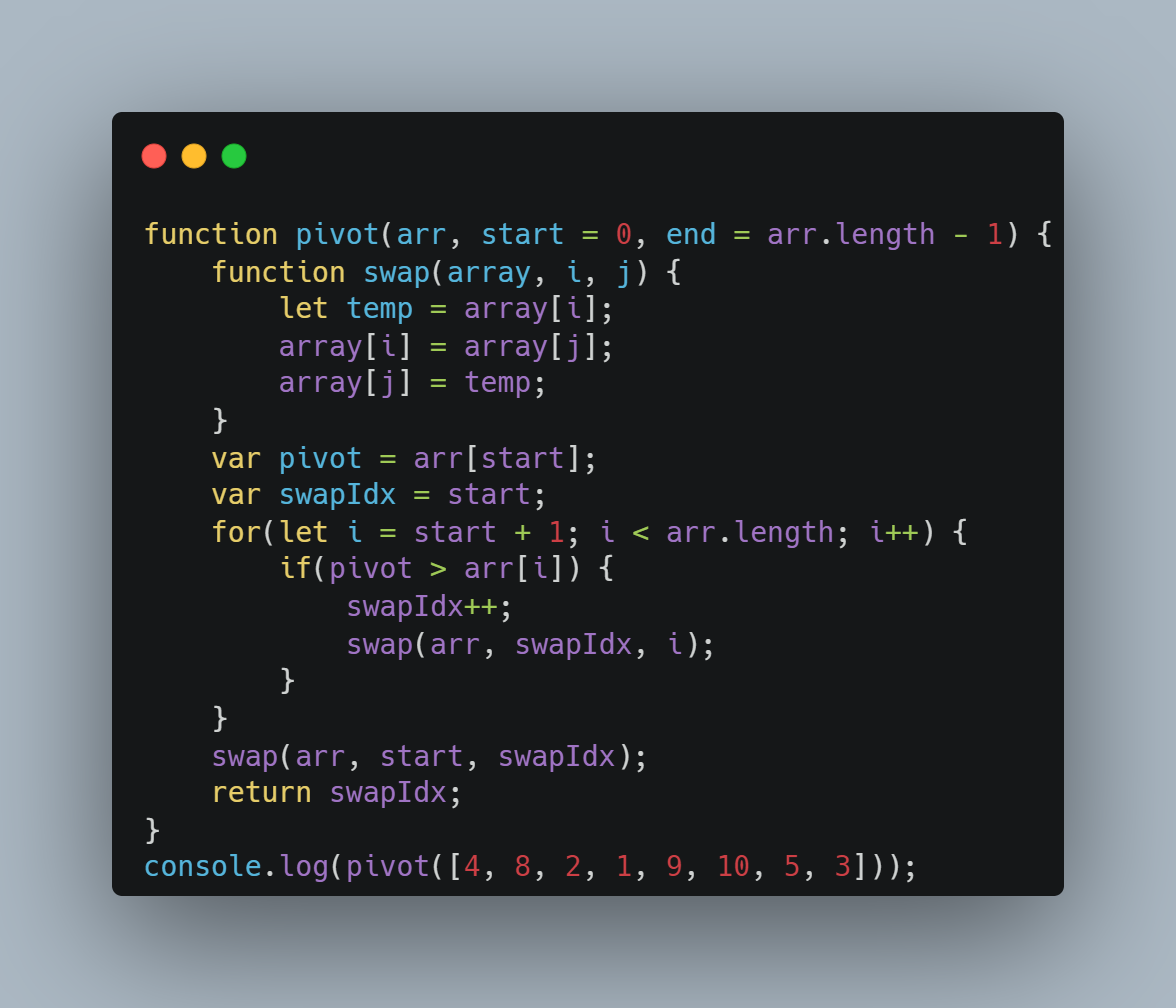 function pivot(arr, start = 0, end = arr.length - 1) {
    function swap(array, i, j) {
        let temp = array[i];
        array[i] = array[j];
        array[j] = temp;
    }
    var pivot = arr[start];
    var swapIdx = start;
    for(let i = start + 1; i < arr.length; i++) {
        if(pivot > arr[i]) {
            swapIdx++;
            swap(arr, swapIdx, i);
        }
    }
    swap(arr, start, swapIdx);
    return swapIdx;
}
console.log(pivot([4, 8, 2, 1, 9, 10, 5, 3]));